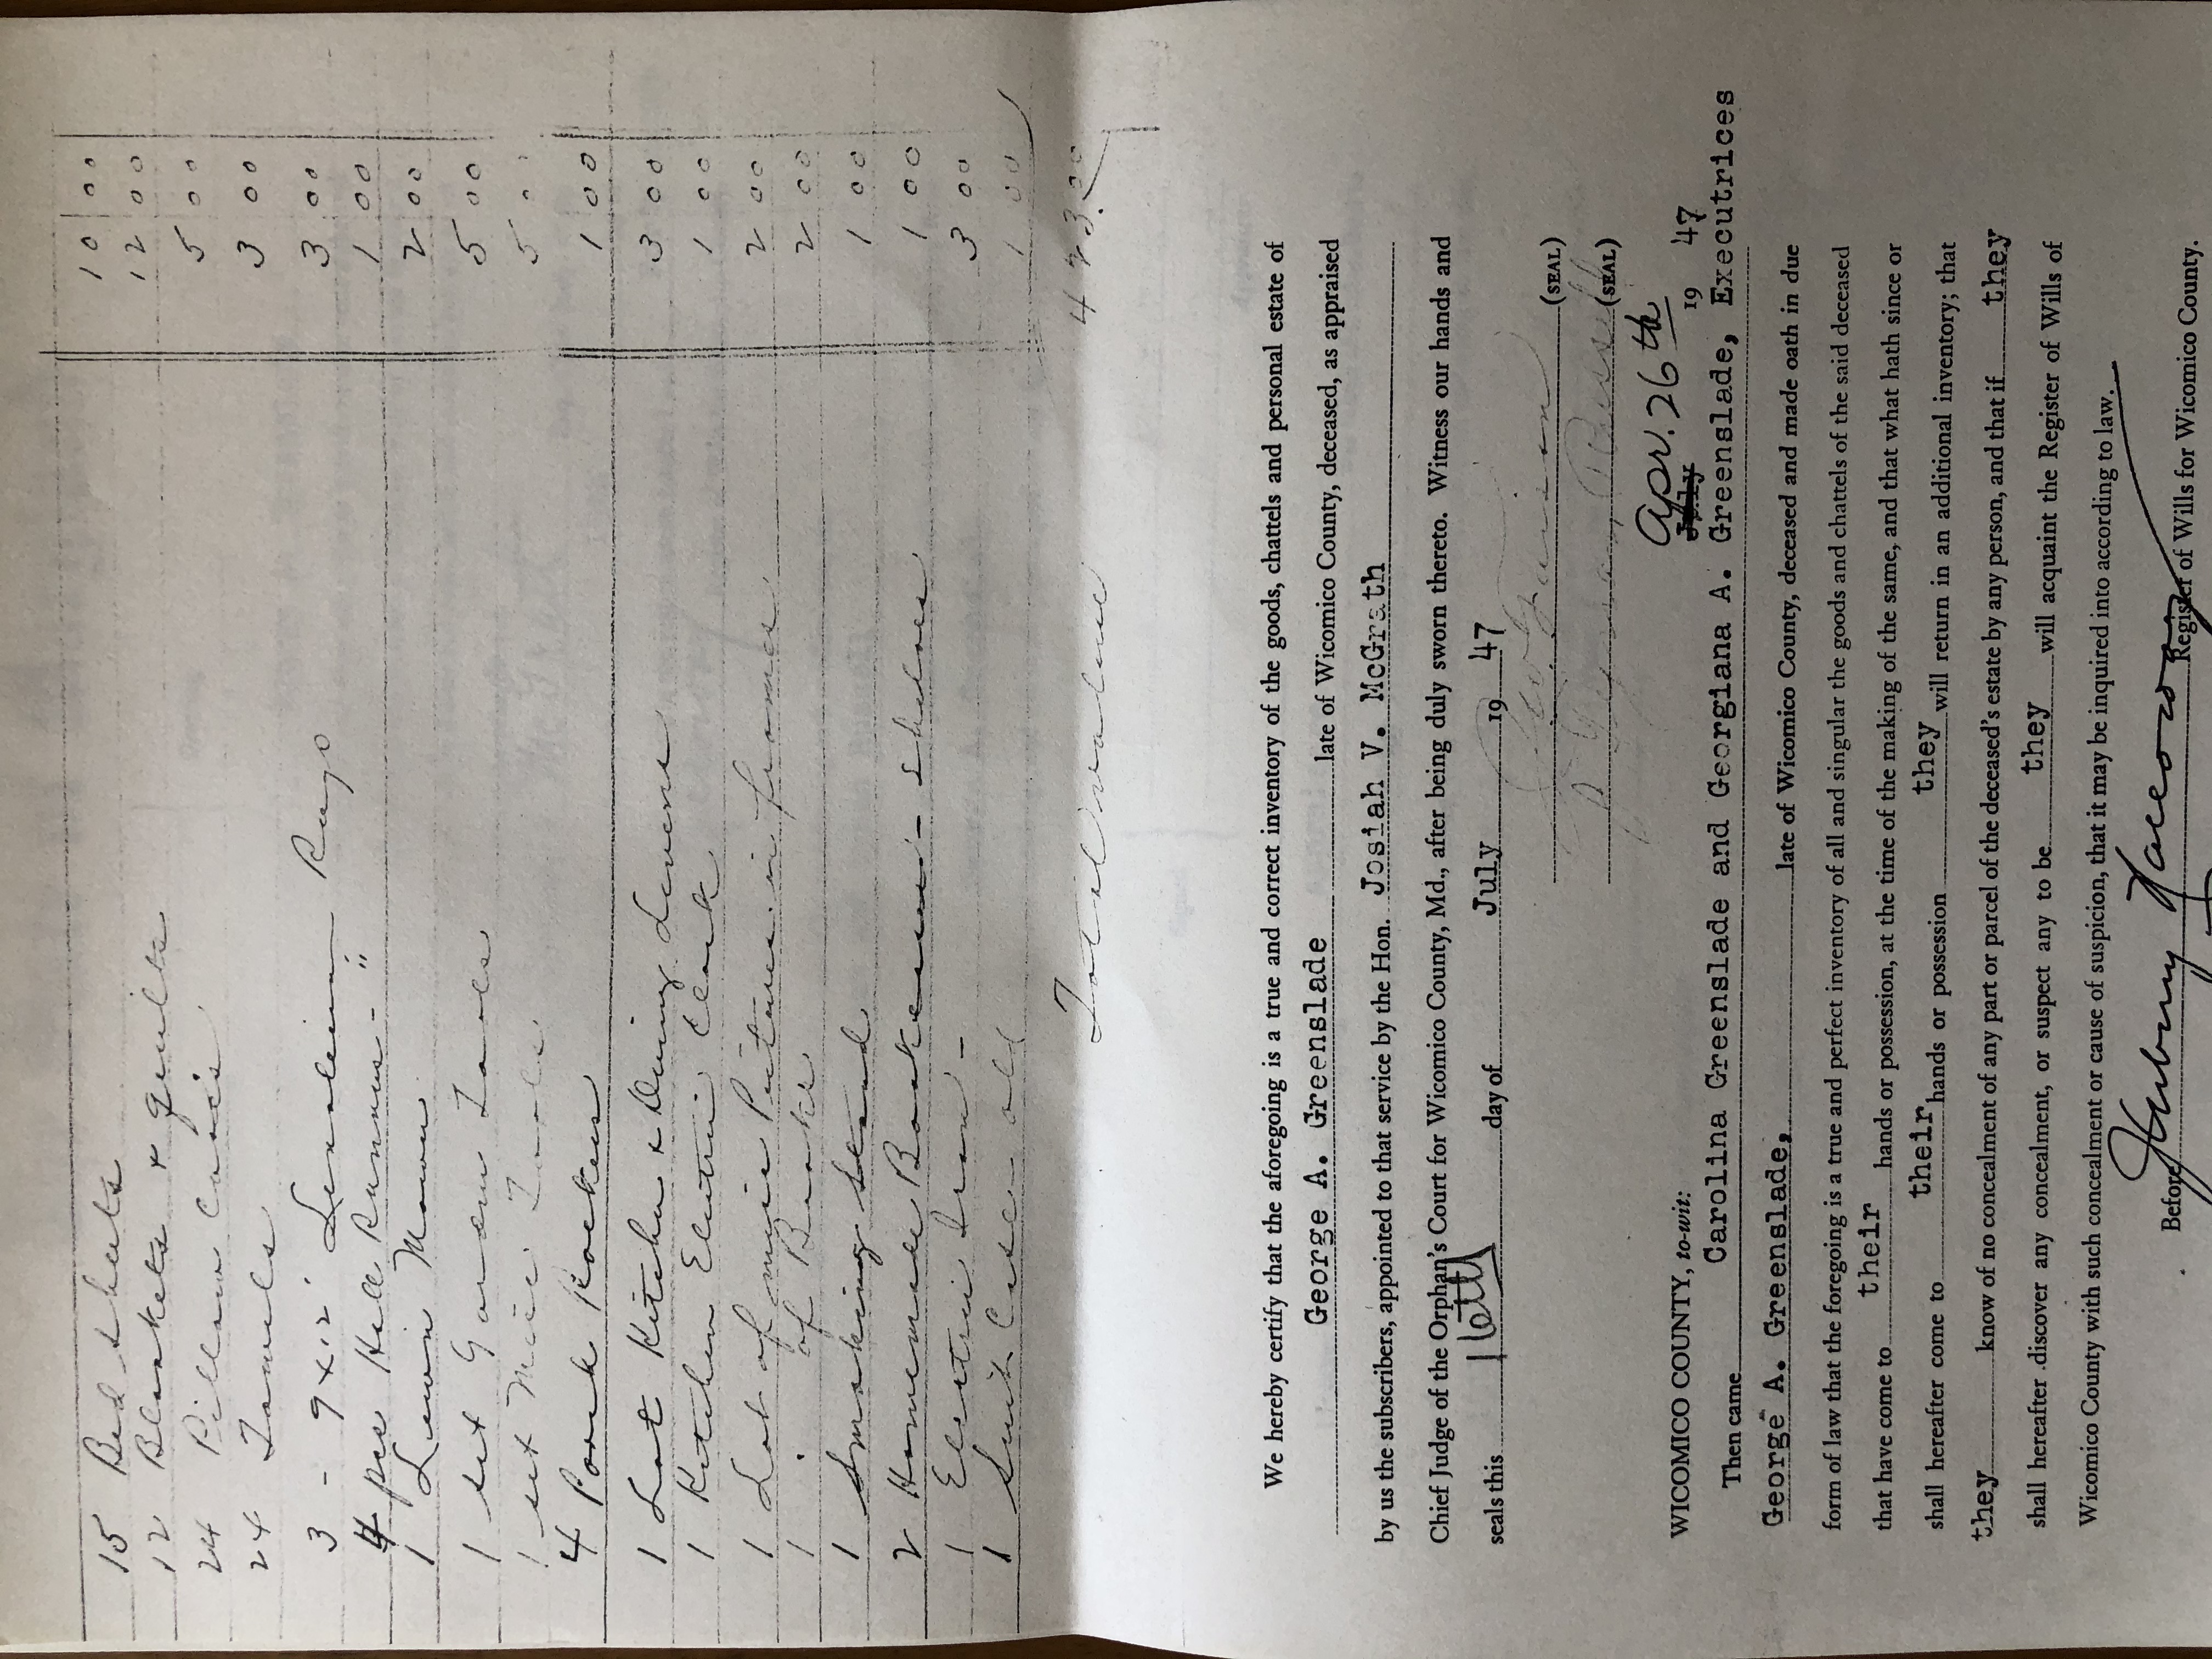 15 Bed sheets 10 00
12 Blankets + quilts 12 00
24 Pillow Cases 5 00
24 Towels 3 00
3 - 9x12' Linoleum Rugs 3 00
4 pcs Hall Runners - " 1 00
1 Lawn Mower 2 00
1 set Garden Tools 5 00
1 set Misc Tools 5 00
4 Porch Rockers 1 00
1 Lot Kitchen & Dining Linens 3 00
1 Kitchen Electric Clock 1 00
1 Lot of misc Pictures in frames 2 00
1 " of Books 2 00
1 Smoking Stand 1 00
2 Homemade Bookcases - shelves 1 00
1 Electric Iron - 3 00
1 Suit Case - old 1 00
Total value 423.00
We hereby certify that the aforegoing is a true and correct inventory of the goods, chattels and personal estate of
George A. Greenslade late of Wicomico County, deceased, as appraised
by us the subscribers, appointed to that service by the Hon. Josiah V. McGrath
Chief Judge of the Orphan's Court for Wicomico County, Md., after being duly sworn thereto. Witness our hands and
seals this 16th day of July 19 47
(SEAL)
Russell (SEAL)
Apr. 26th
WICOMICO COUNTY, to-wit: July 19 47
Then came Carolina Greenslade and Georgiana A. Greenslade, Executrices
George A. Greenslade, late of Wicomico County, deceased and made oath in due
form of law that the foregoing is a true and perfect inventory of all and singular the goods and chattels of the said deceased
that have come to their hands or possession, at the time of the making of the same, and that what hath since or
shall hereafter come to their hands or possession they will return in an additional inventory; that
they know of no concealment of any part or parcel of the deceased's estate by any person, and that if they
shall hereafter discover any concealment, or suspect any to be they will acquaint the Register of Wills of
Wicomico County with such concealment or cause of suspicion, that it may be inquired into according to law.
Before Holloway Register of Wills for Wicomico County.